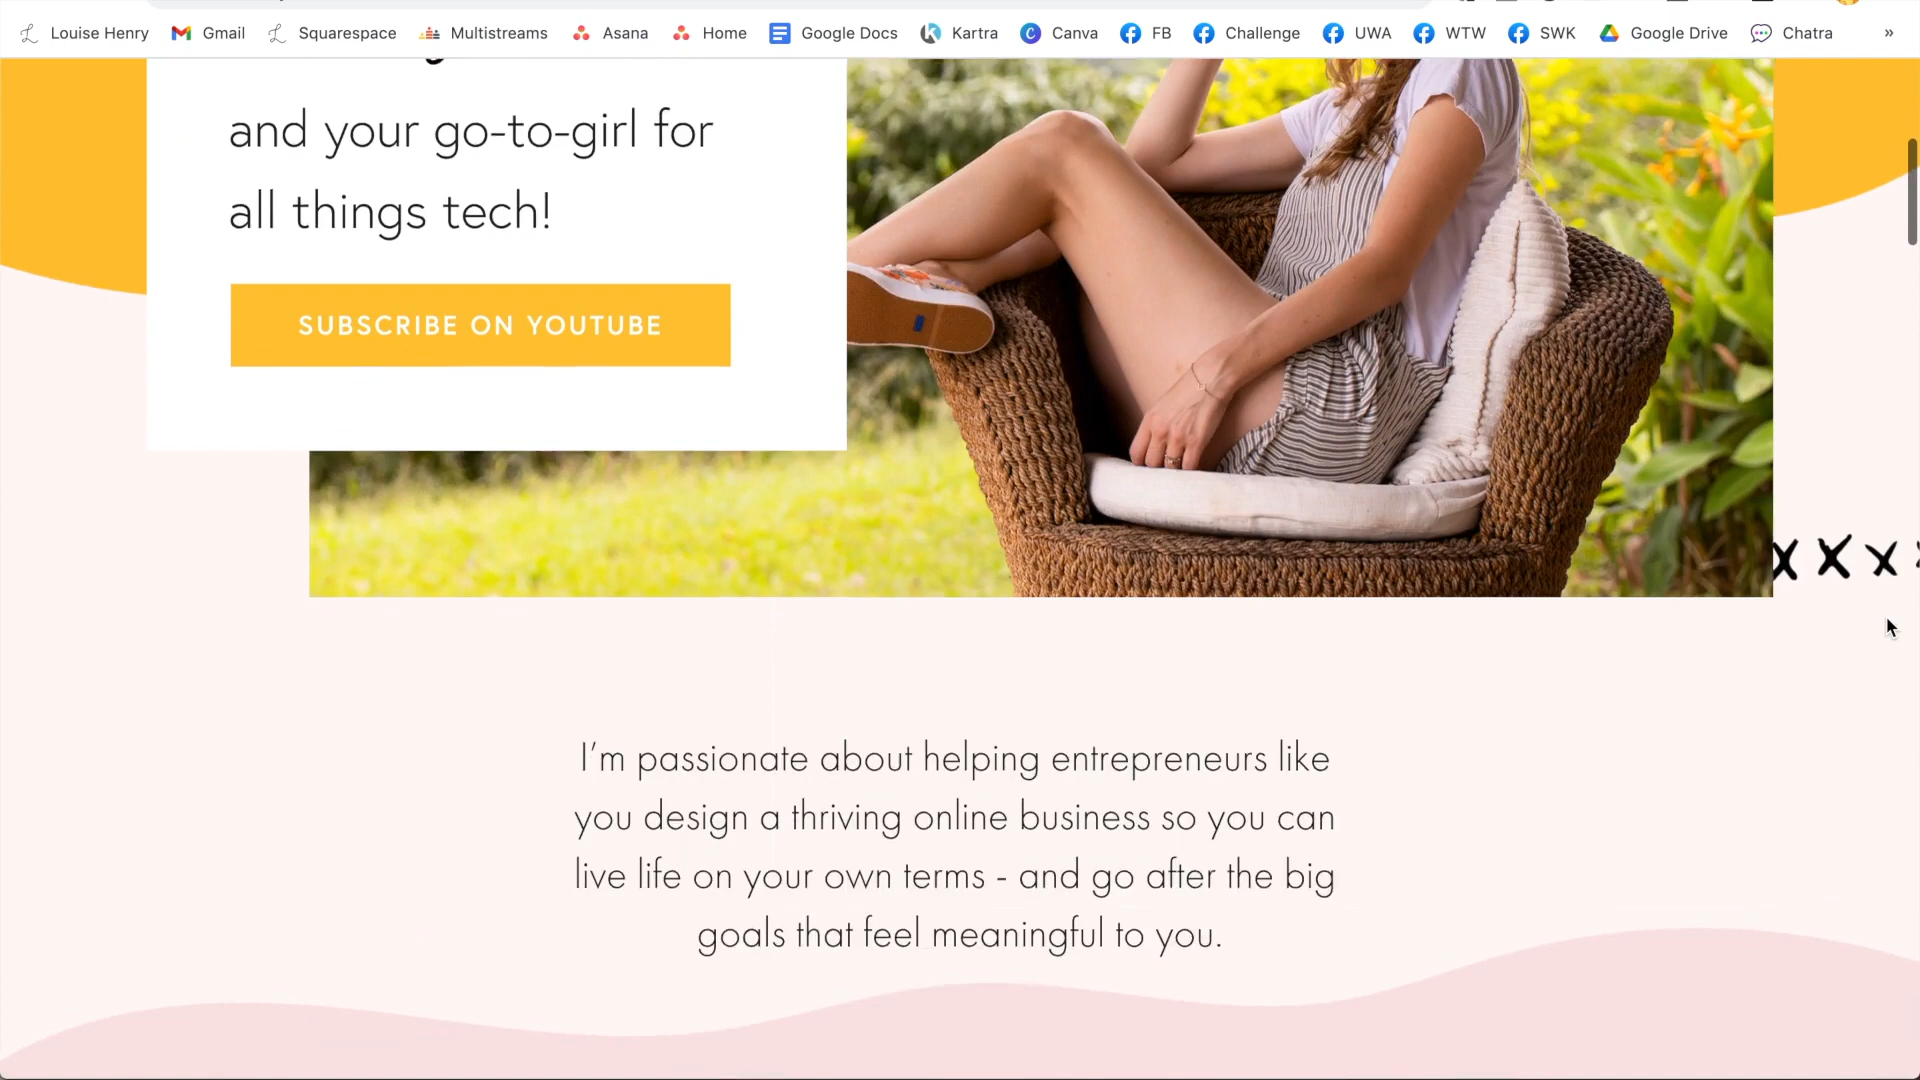 Louise Henry Gmail Squarespace Multistreams Asana Home Google Docs Kartra Canva FB Challenge UWA WTW SWK Google Drive Chatra »
and your go-to-girl for
all things tech!
SUBSCRIBE ON YOUTUBE
x x x
I'm passionate about helping entrepreneurs like
you design a thriving online business so you can
live life on your own terms - and go after the big
goals that feel meaningful to you.